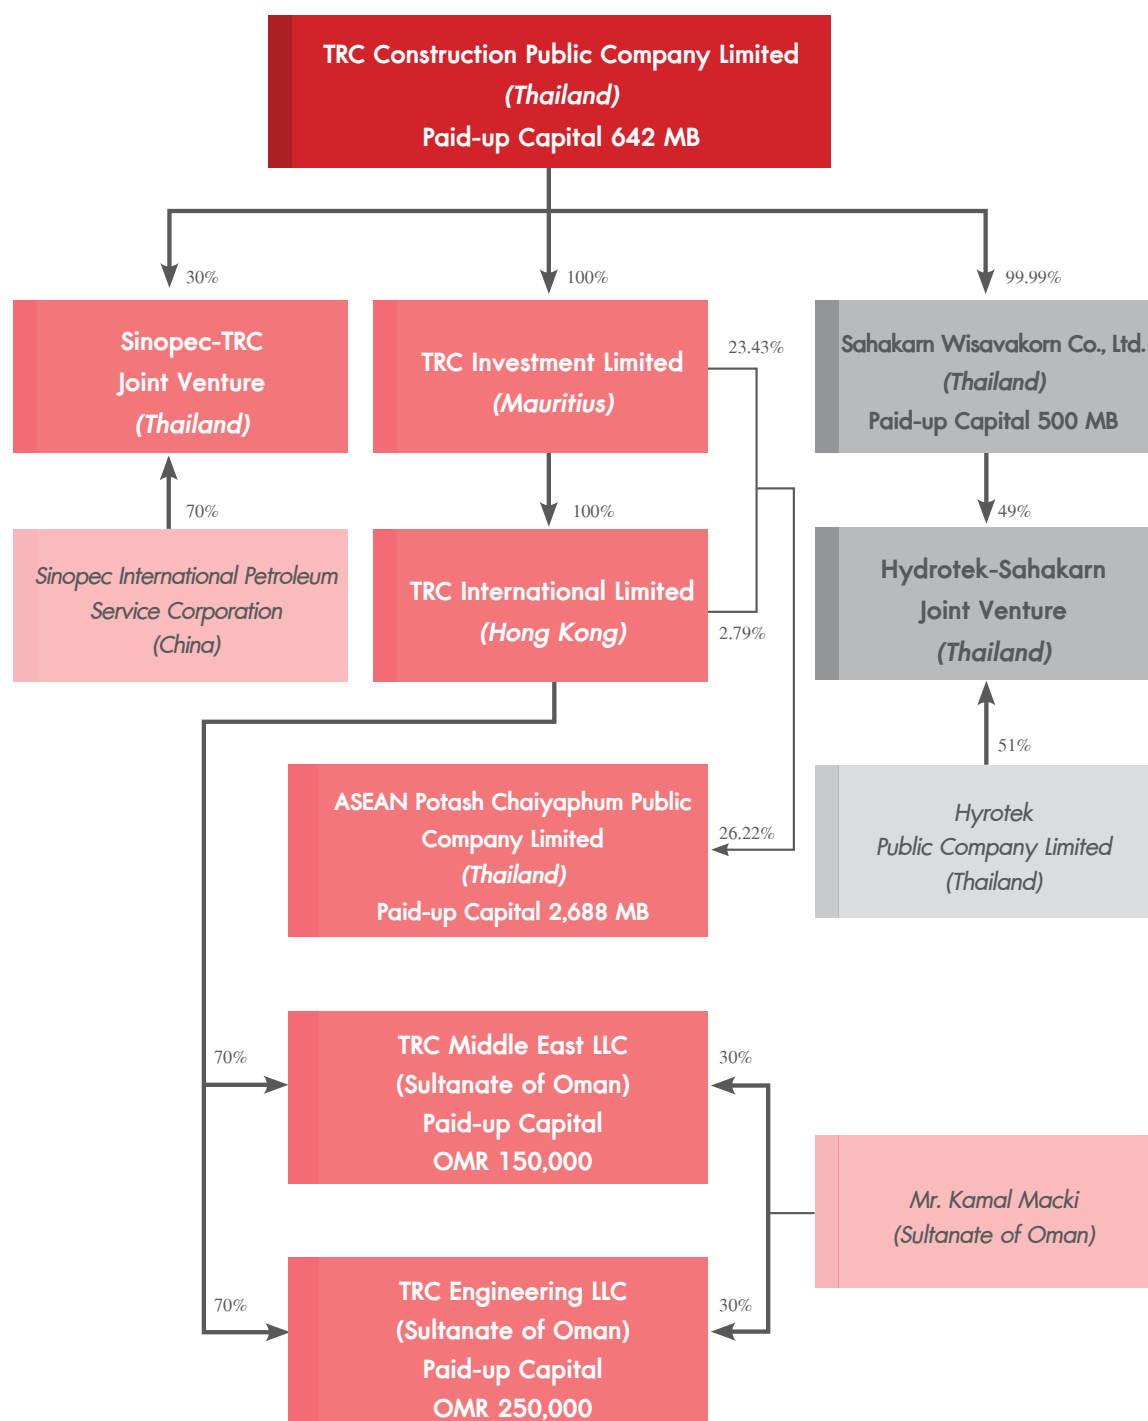 TRC Construction Public Company Limited
(Thailand)
Paid-up Capital 642 MB
30%
100%
99.99%
Sinopec-TRC
Joint Venture
(Thailand)
TRC Investment Limited
(Mauritius)
23.43%
Sahakarn Wisavakorn Co., Ltd.
(Thailand)
Paid-up Capital 500 MB
70%
100%
49%
Sinopec International Petroleum
Service Corporation
(China)
TRC International Limited
(Hong Kong)
2.79%
Hydrotek-Sahakarn
Joint Venture
(Thailand)
51%
ASEAN Potash Chaiyaphum Public
Company Limited
(Thailand)
Paid-up Capital 2,688 MB
26.22%
Hyrotek
Public Company Limited
(Thailand)
70%
TRC Middle East LLC
(Sultanate of Oman)
Paid-up Capital
OMR 150,000
30%
Mr. Kamal Macki
(Sultanate of Oman)
70%
TRC Engineering LLC
(Sultanate of Oman)
Paid-up Capital
OMR 250,000
30%